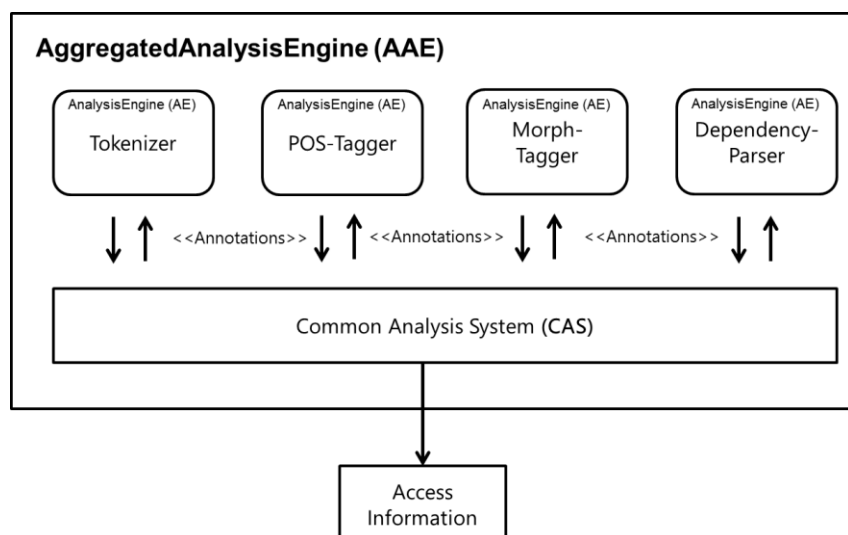 AggregatedAnalysisEngine (AAE)
AnalysisEngine (AE)
Tokenizer
AnalysisEngine (AE)
POS-Tagger
AnalysisEngine (AE)
Morph-
Tagger
AnalysisEngine (AE)
Dependency-
Parser
<<Annotations>>
<<Annotations>>
<<Annotations>>
Common Analysis System (CAS)
Access
Information